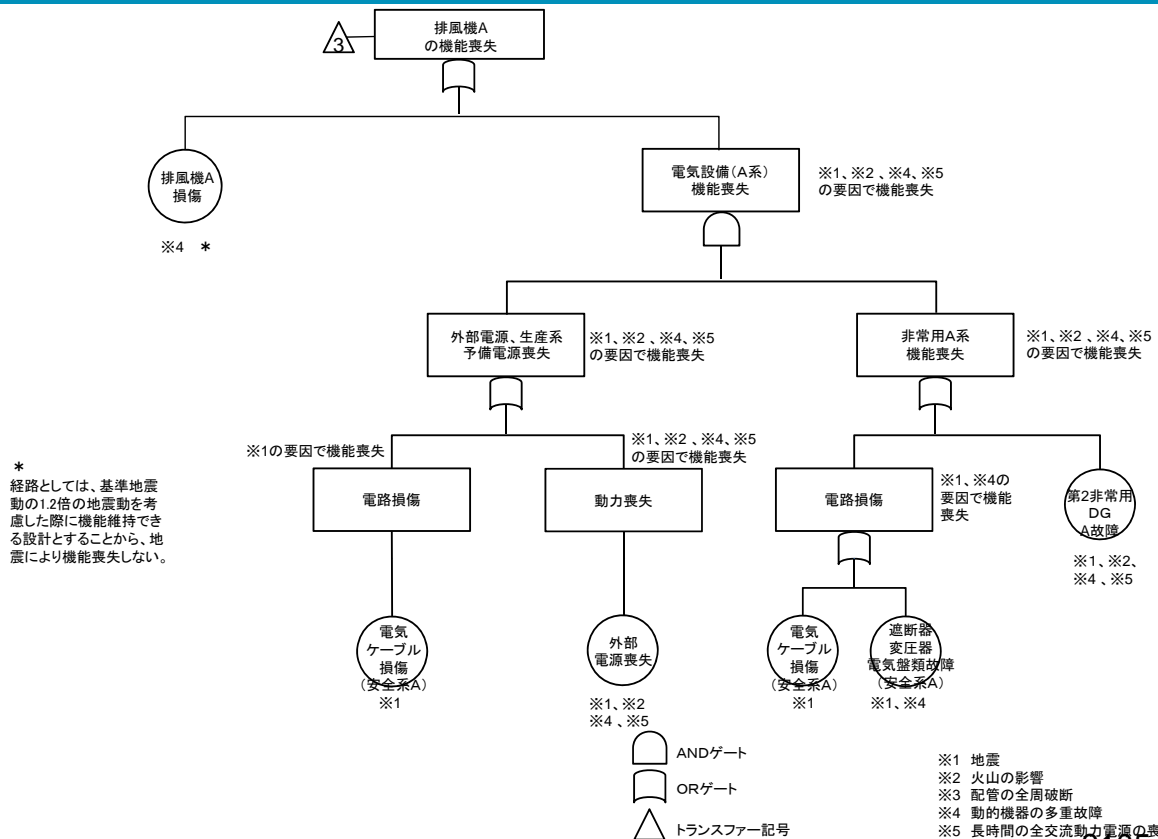 排風機A
の機能喪失
3
排風機A
損傷
※4 *
電気設備(A系)
機能喪失
※1、※2 、※4、※5
の要因で機能喪失
外部電源、生産系
予備電源喪失
※1、※2 、※4、※5
の要因で機能喪失
非常用A系
機能喪失
※1、※2 、※4、※5
の要因で機能喪失
※1の要因で機能喪失
電路損傷
※1、※2 、※4、※5
の要因で機能喪失
動力喪失
電路損傷
※1、※4の
要因で機能
喪失
第2非常用
DG
A故障
※1、※2、
※4 、※5
*
経路としては、基準地震
動の1.2倍の地震動を考
慮した際に機能維持でき
る設計とすることから、地
震により機能喪失しない。
電気
ケーブル
損傷
(安全系A)
※1
外部
電源喪失
※1、※2
※4 、※5
電気
ケーブル
損傷
(安全系A)
※1
遮断器
変圧器
電気盤類故障
(安全系A)
※1、※4
ANDゲート
ORゲート
トランスファー記号
※1 地震
※2 火山の影響
※3 配管の全周破断
※4 動的機器の多重故障
※5 長時間の全交流動力電源の喪